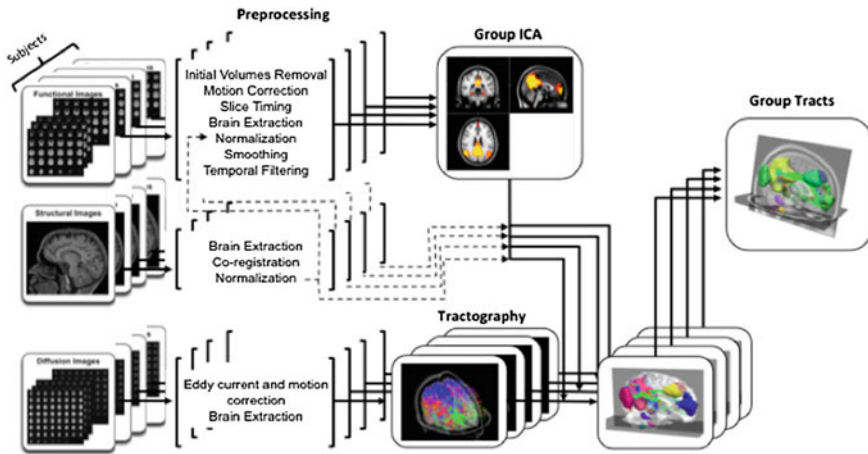 Preprocessing
Group ICA
Subjects
Functional Images
Initial Volumes Removal
Motion Correction
Slice Timing
Brain Extraction
Normalization
Smoothing
Temporal Filtering
Group Tracts
Structural Images
Brain Extraction
Co-registration
Normalization
Tractography
Diffusion Images
Eddy current and motion
correction
Brain Extraction